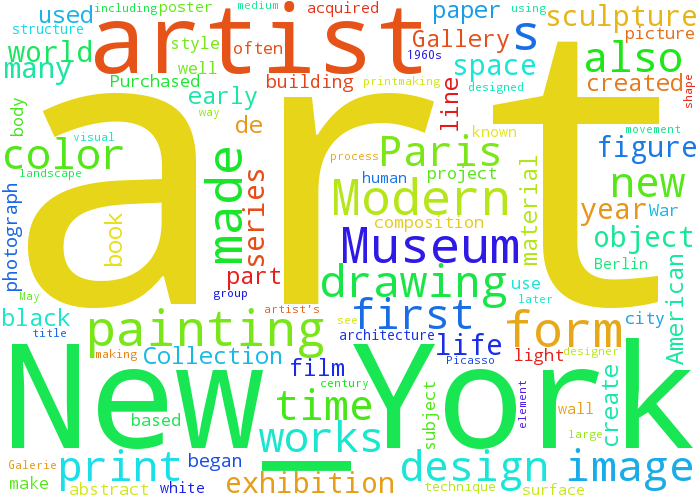 including poster medium using
structure artist acquired paper sculpture
used style often Gallery s picture
world 1960s also
many well building space created shape
Purchased printmaking
early designed
body way de line known
visual art movement
color process Paris figure
landscape human project new
photograph made series Modern material year War
book composition object
Museum
part drawing use Berlin
May group later American
black artist's first
title painting see architecture life form city
making Collection film Picasso light designer
century
New_York
time create
based subject element wall
works large
Galerie print began design image
make abstract white exhibition technique surface